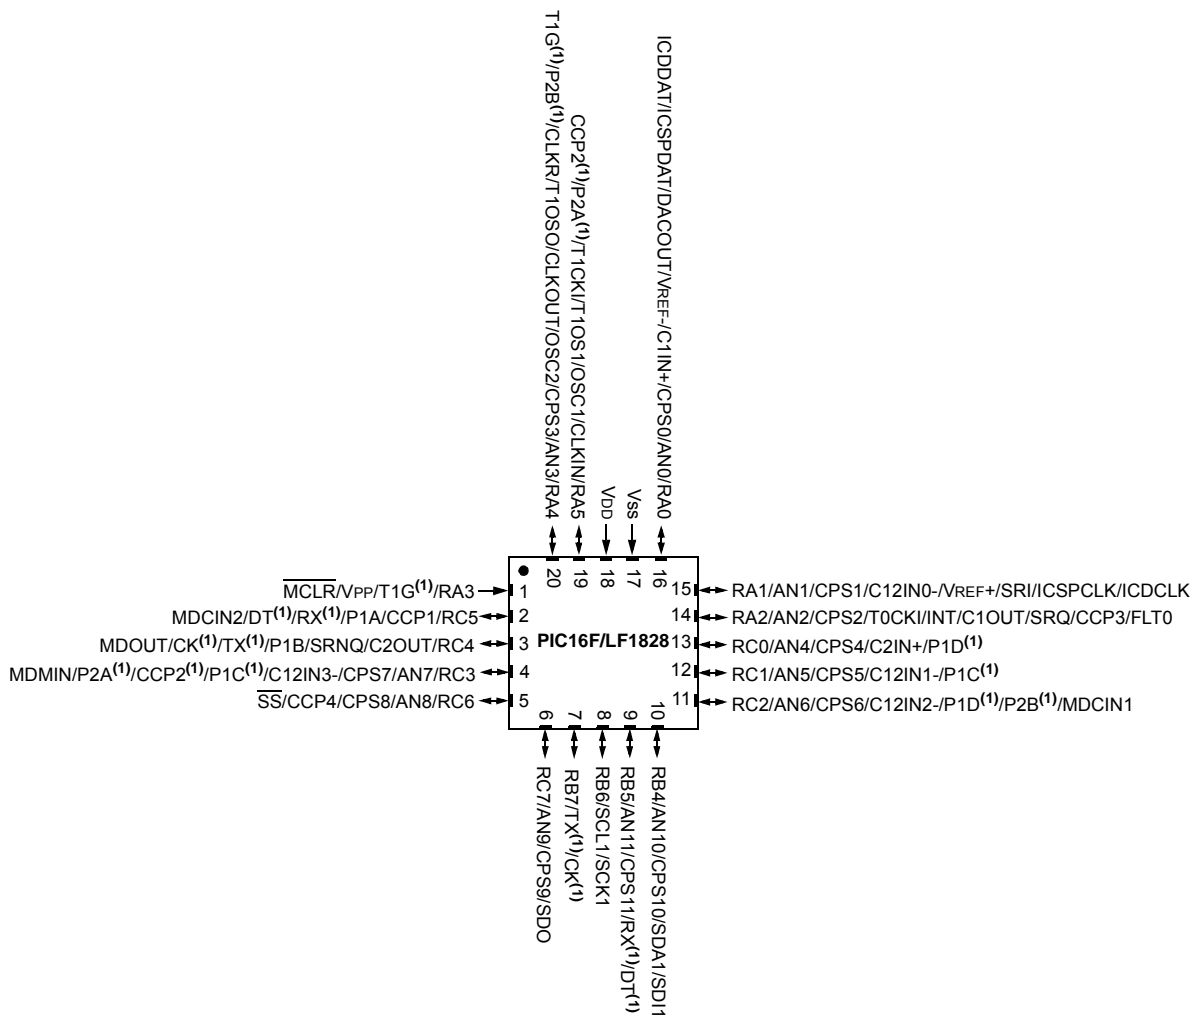 T1G(1)/P2B(1)/CLKR/T1OSO/CLKOUT/OSC2/CPS3/AN3/RA4
CCP2(1)/P2A(1)/T1CKI/T1OS1/OSC1/CLKIN/RA5
VDD
Vss
ICDDAT/ICSPDAT/DACOUT/VREF-/C1IN+/CPS0/AN0/RA0
20
19
18
17
16
M̅C̅L̅R̅/VPP/T1G(1)/RA3
1
15
RA1/AN1/CPS1/C12IN0-/VREF+/SRI/ICSPCLK/ICDCLK
MDCIN2/DT(1)/RX(1)/P1A/CCP1/RC5
2
14
RA2/AN2/CPS2/T0CKI/INT/C1OUT/SRQ/CCP3/FLT0
MDOUT/CK(1)/TX(1)/P1B/SRNQ/C2OUT/RC4
3
PIC16F/LF1828
13
RC0/AN4/CPS4/C2IN+/P1D(1)
MDMIN/P2A(1)/CCP2(1)/P1C(1)/C12IN3-/CPS7/AN7/RC3
4
12
RC1/AN5/CPS5/C12IN1-/P1C(1)
S̅S̅/CCP4/CPS8/AN8/RC6
5
11
RC2/AN6/CPS6/C12IN2-/P1D(1)/P2B(1)/MDCIN1
6
7
8
9
10
RC7/AN9/CPS9/SDO
RB7/TX(1)/CK(1)
RB6/SCL1/SCK1
RB5/AN11/CPS11/RX(1)/DT(1)
RB4/AN10/CPS10/SDA1/SDI1